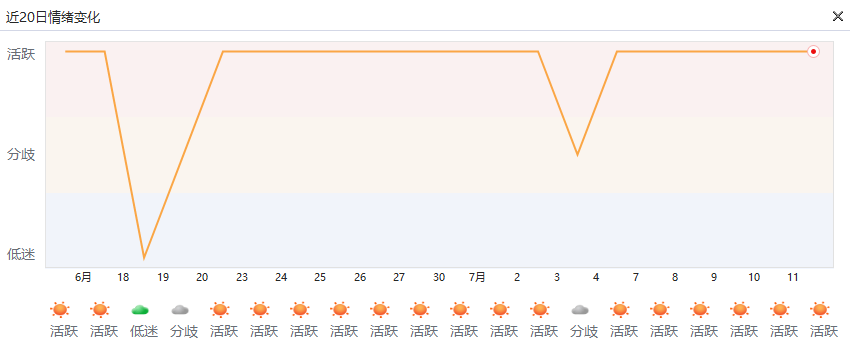 近20日情绪变化
活跃
分歧
低迷
6月 18 19 20 23 24 25 26 27 30 7月 2 3 4 7 8 9 10 11
活跃 活跃 低迷 分歧 活跃 活跃 活跃 活跃 活跃 活跃 活跃 活跃 活跃 分歧 活跃 活跃 活跃 活跃 活跃 活跃